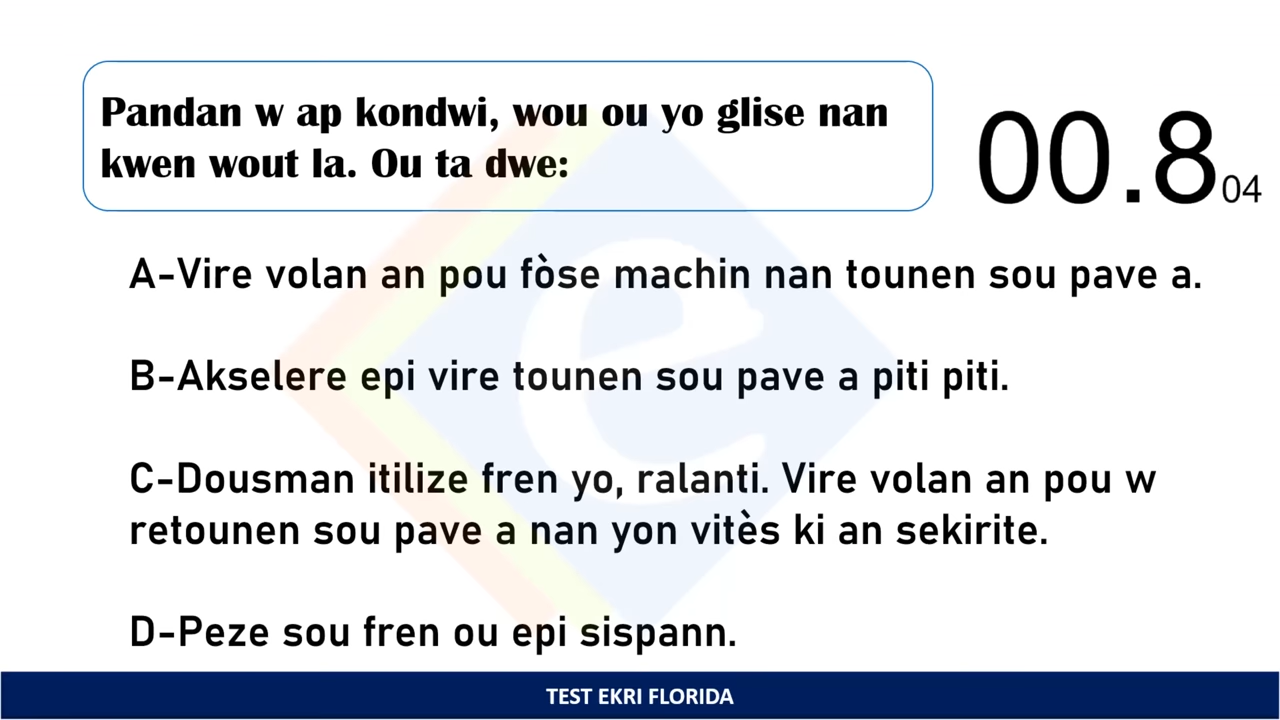 Pandan w ap kondwi, wou ou yo glise nan
kwen wout la. Ou ta dwe:
00.804
A-Vire volan an pou fòse machin nan tounen sou pave a.
B-Akselere epi vire tounen sou pave a piti piti.
C-Dousman itilize fren yo, ralanti. Vire volan an pou w
retounen sou pave a nan yon vitès ki an sekirite.
D-Peze sou fren ou epi sispann.
TEST EKRI FLORIDA